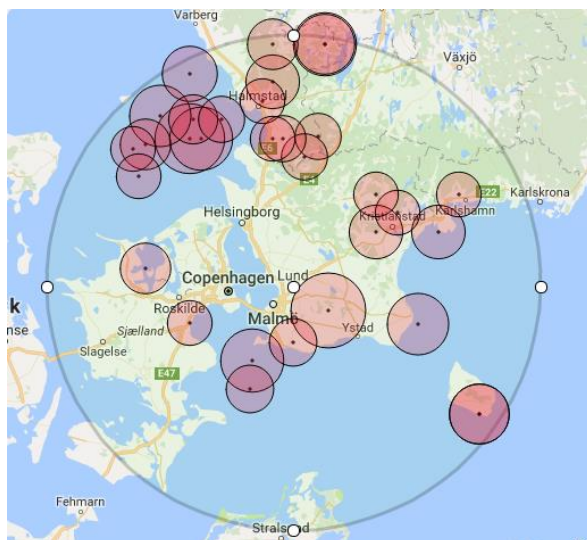 Varberg
Växjö
Halmstad
E6
E4
E22
Karlskrona
Karlshamn
Kristianstad
Helsingborg
Copenhagen
Lund
Roskilde
Malmö
k
nse
Sjælland
Ystad
Slagelse
E47
Fehmarn
Stralsund